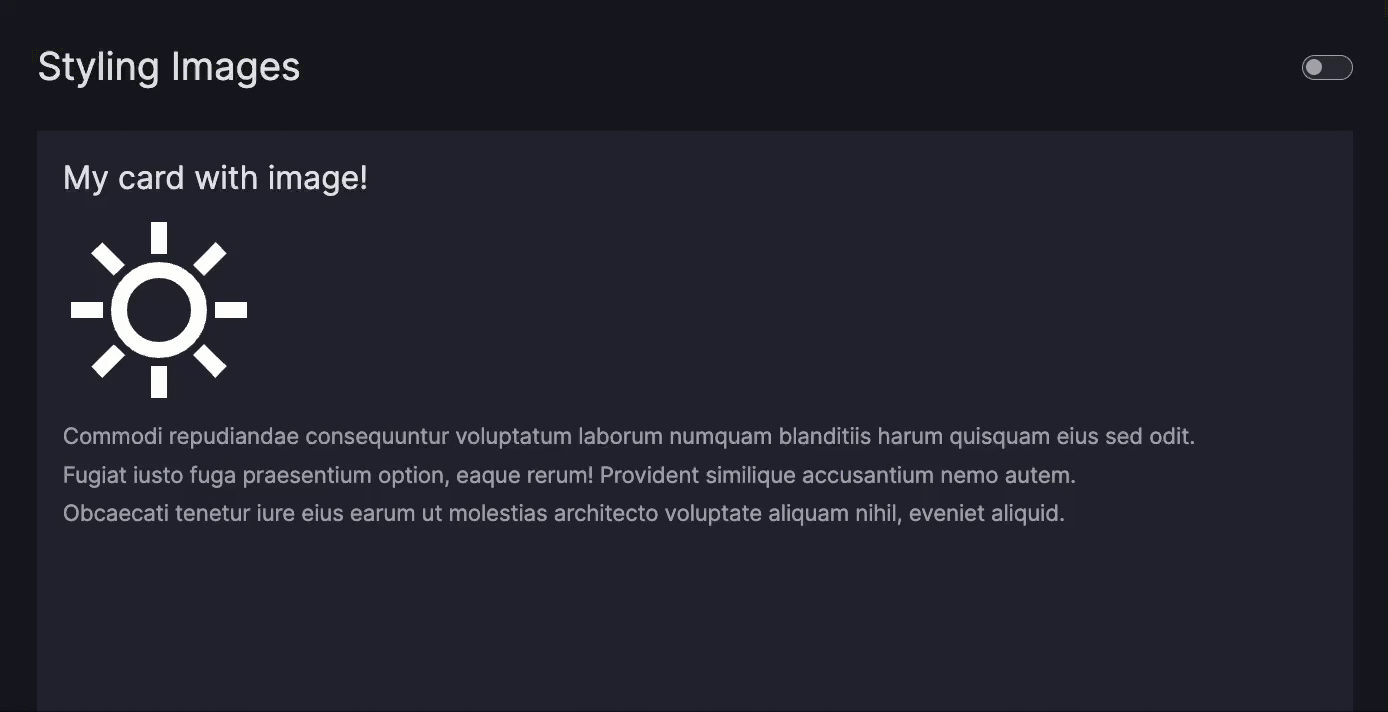 Styling Images
My card with image!
Commodi repudiandae consequuntur voluptatum laborum numquam blanditiis harum quisquam eius sed odit.
Fugiat iusto fuga praesentium option, eaque rerum! Provident similique accusantium nemo autem.
Obcaecati tenetur iure eius earum ut molestias architecto voluptate aliquam nihil, eveniet aliquid.